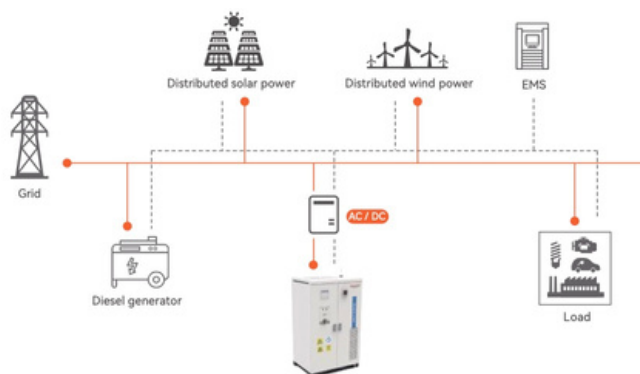 Distributed solar power
Distributed wind power
EMS
Grid
AC / DC
Diesel generator
Load